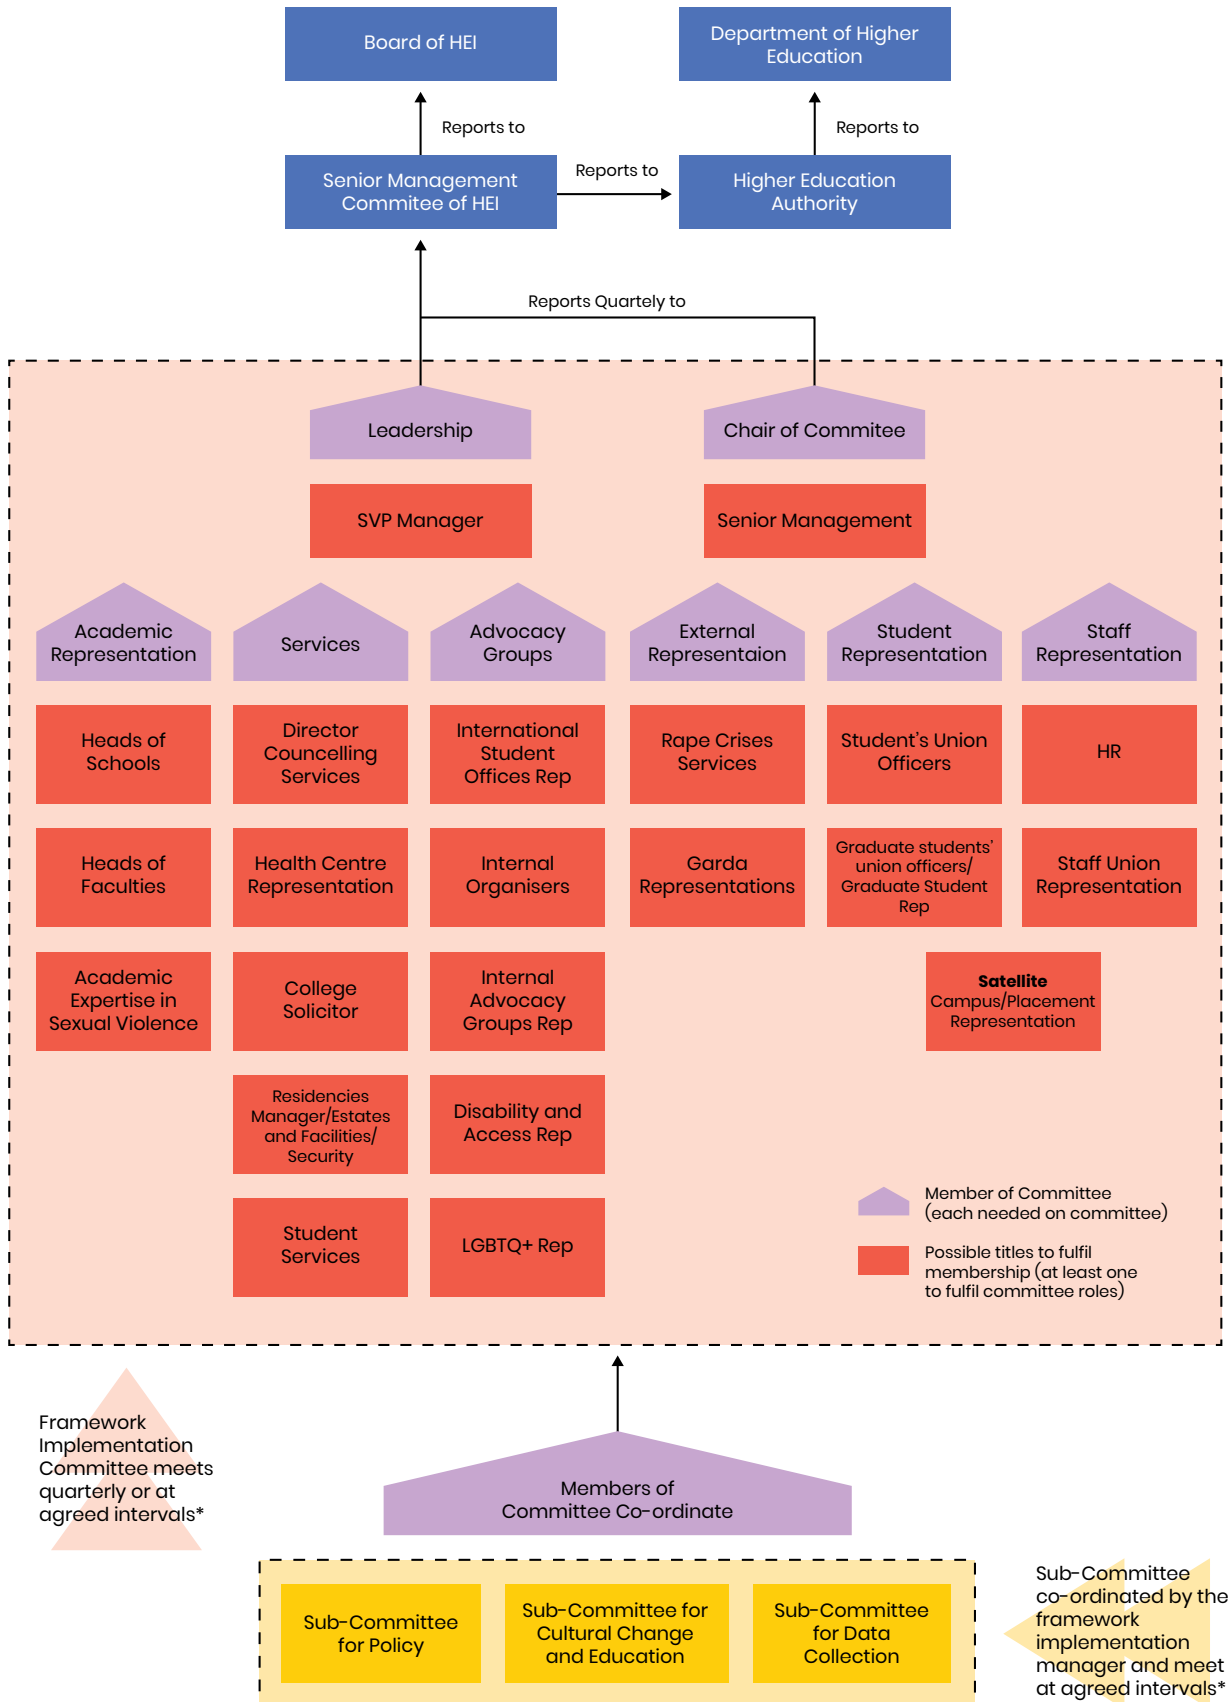 Board of HEI
Department of Higher
Education
Reports to
Reports to
Senior Management
Commitee of HEI
Reports to
Higher Education
Authority
Reports Quartely to
Leadership
Chair of Commitee
SVP Manager
Senior Management
Academic
Representation
Services
Advocacy
Groups
External
Representaion
Student
Representation
Staff
Representation
Heads of
Schools
Director
Councelling
Services
International
Student
Offices Rep
Rape Crises
Services
Student's Union
Officers
HR
Heads of
Faculties
Health Centre
Representation
Internal
Organisers
Garda
Representations
Graduate students'
union officers/
Graduate Student
Rep
Staff Union
Representation
Academic
Expertise in
Sexual Violence
College
Solicitor
Internal
Advocacy
Groups Rep
Satellite
Campus/Placement
Representation
Residencies
Manager/Estates
and Facilities/
Security
Disability and
Access Rep
Student
Services
LGBTQ+ Rep
Member of Committee
(each needed on committee)
Possible titles to fulfil
membership (at least one
to fulfil committee roles)
Framework
Implementation
Committee meets
quarterly or at
agreed intervals*
Members of
Committee Co-ordinate
Sub-Committee
for Policy
Sub-Committee for
Cultural Change
and Education
Sub-Committee
for Data
Collection
Sub-Committee
co-ordinated by the
framework
implementation
manager and meet
at agreed intervals*